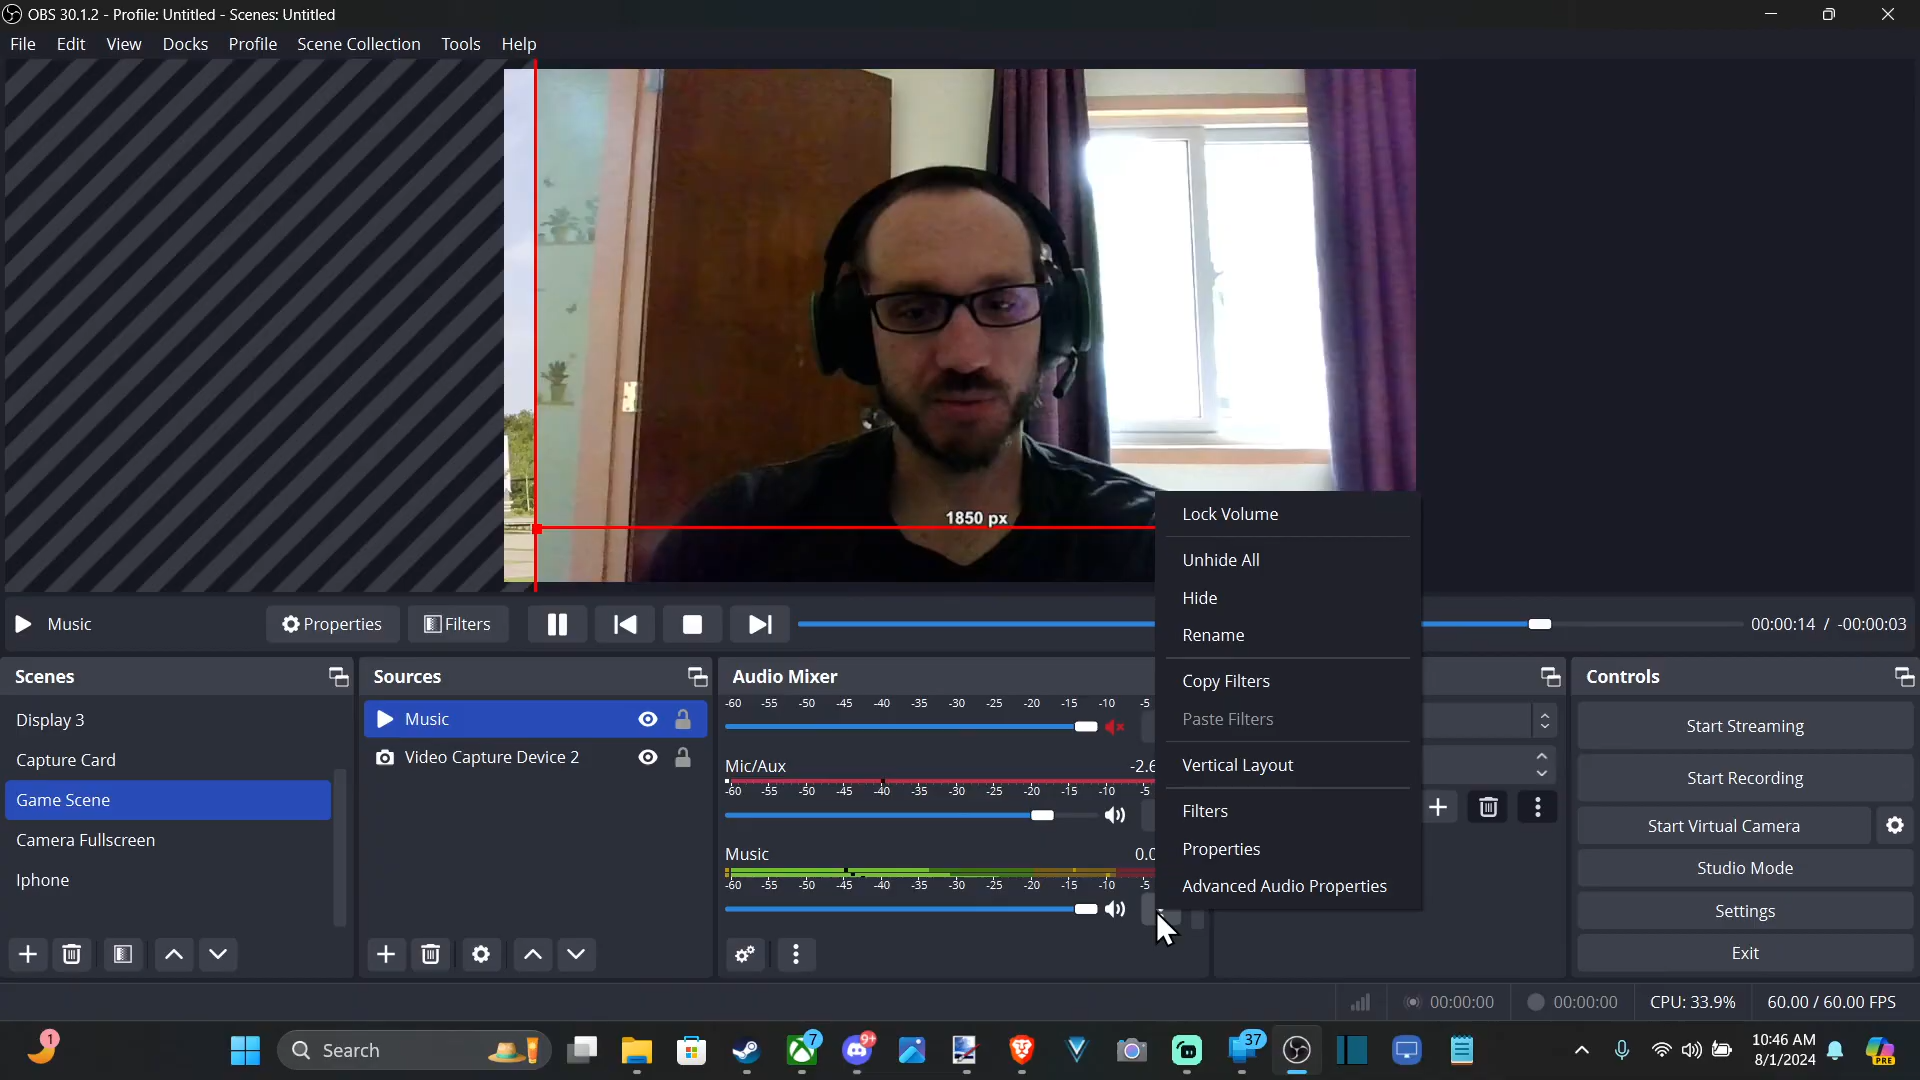 OBS 30.1.2 - Profile: Untitled - Scenes: Untitled
File Edit View Docks Profile Scene Collection Tools Help
1850 px
Lock Volume
Unhide All
Hide
Rename
Copy Filters
Paste Filters
Vertical Layout
Filters
Properties
Advanced Audio Properties
Music Properties Filters 00:00:14 / -00:00:03
Scenes
Display 3
Capture Card
Game Scene
Camera Fullscreen
Iphone
Sources
Music
Video Capture Device 2
Audio Mixer
-60 -55 -50 -45 -40 -35 -30 -25 -20 -15 -10 -5
Mic/Aux -2.6
-60 -55 -50 -45 -40 -35 -30 -25 -20 -15 -10 -5
Music 0.0
-60 -55 -50 -45 -40 -35 -30 -25 -20 -15 -10 -5
Controls
Start Streaming
Start Recording
Start Virtual Camera
Studio Mode
Settings
Exit
00:00:00 00:00:00 CPU: 33.9% 60.00 / 60.00 FPS
1 Search 7 9+ 37 10:46 AM
8/1/2024
PRE